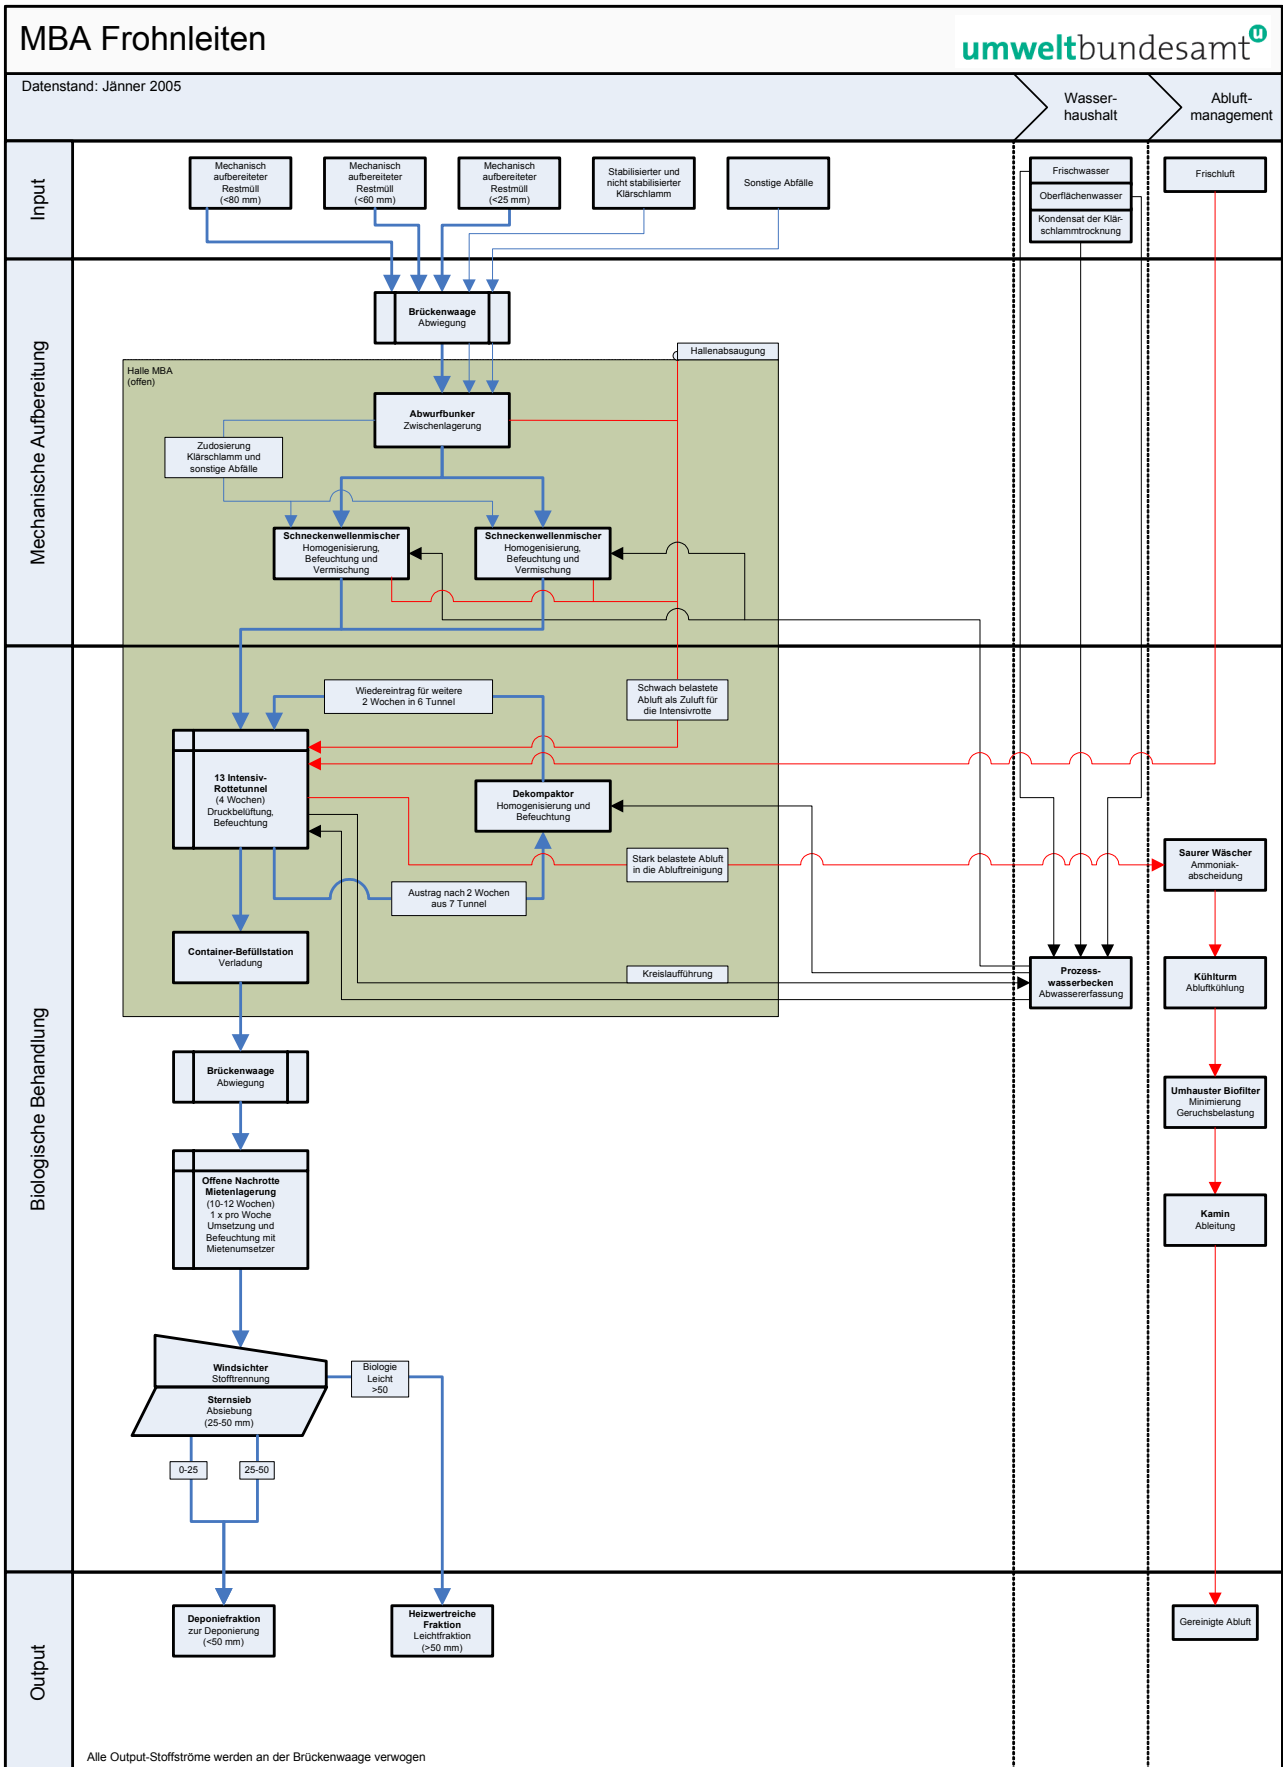 MBA Frohnleiten
umweltbundesamt
u
Datenstand: Jänner 2005
Wasser-
haushalt
Abluft-
management
Input
Mechanisch
aufbereiteter
Restmüll
(<80 mm)
Mechanisch
aufbereiteter
Restmüll
(<60 mm)
Mechanisch
aufbereiteter
Restmüll
(<25 mm)
Stabilisierter und
nicht stabilisierter
Klärschlamm
Sonstige Abfälle
Frischwasser
Oberflächenwasser
Kondensat der Klär-
schlammtrocknung
Frischluft
Mechanische Aufbereitung
Brückenwaage
Abwiegung
Hallenabsaugung
Halle MBA
(offen)
Abwurfbunker
Zwischenlagerung
Zudosierung
Klärschlamm und
sonstige Abfälle
Schneckenwellenmischer
Homogenisierung,
Befeuchtung und
Vermischung
Schneckenwellenmischer
Homogenisierung,
Befeuchtung und
Vermischung
Biologische Behandlung
Wiedereintrag für weitere
2 Wochen in 6 Tunnel
Schwach belastete
Abluft als Zuluft für
die Intensivrotte
13 Intensiv-
Rottetunnel
(4 Wochen)
Druckbelüftung,
Befeuchtung
Dekompaktor
Homogenisierung und
Befeuchtung
Stark belastete Abluft
in die Abluftreinigung
Saurer Wäscher
Ammoniak-
abscheidung
Austrag nach 2 Wochen
aus 7 Tunnel
Container-Befüllstation
Verladung
Kreislaufführung
Prozess-
wasserbecken
Abwassererfassung
Kühlturm
Abluftkühlung
Brückenwaage
Abwiegung
Umhauster Biofilter
Minimierung
Geruchsbelastung
Offene Nachrotte
Mietenlagerung
(10-12 Wochen)
1 x pro Woche
Umsetzung und
Befeuchtung mit
Mietenumsetzer
Kamin
Ableitung
Windsichter
Stofftrennung
Biologie
Leicht
>50
Sternsieb
Absiebung
(25-50 mm)
0-25
25-50
Output
Deponiefraktion
zur Deponierung
(<50 mm)
Heizwertreiche
Fraktion
Leichtfraktion
(>50 mm)
Gereinigte Abluft
Alle Output-Stoffströme werden an der Brückenwaage verwogen